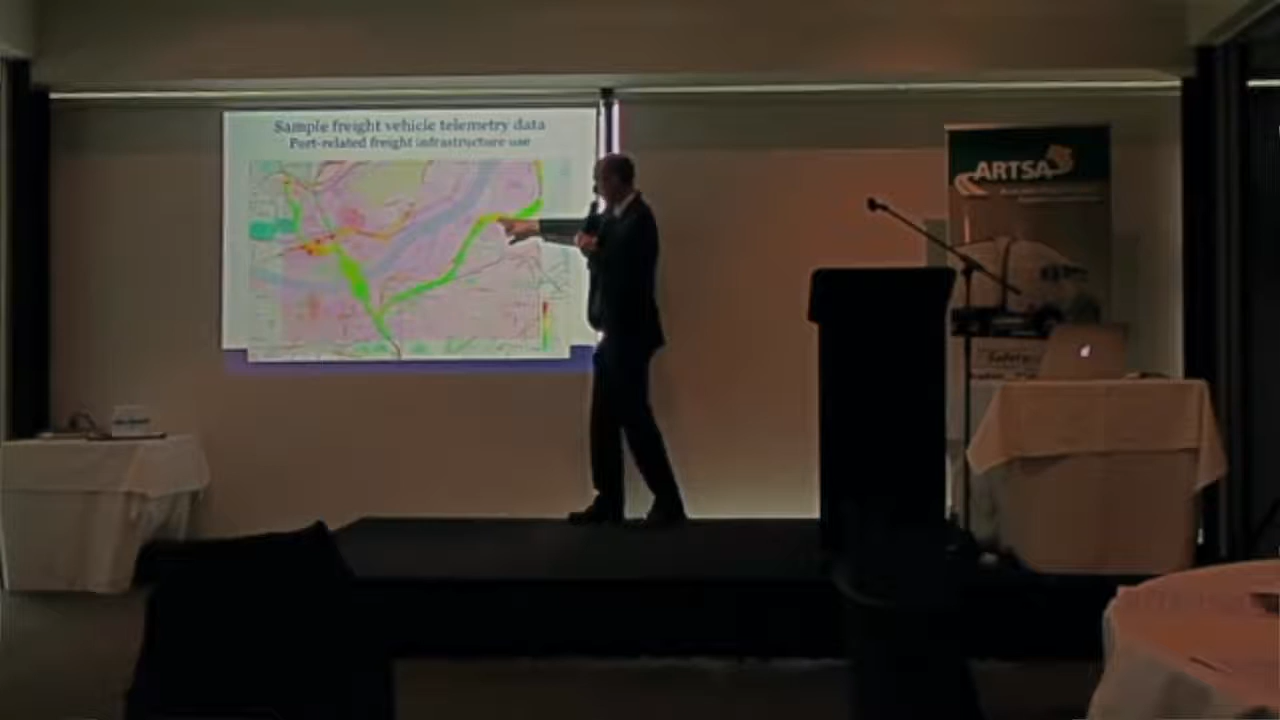 Sample freight vehicle telemetry data
Port-related freight infrastructure use
ARTSA